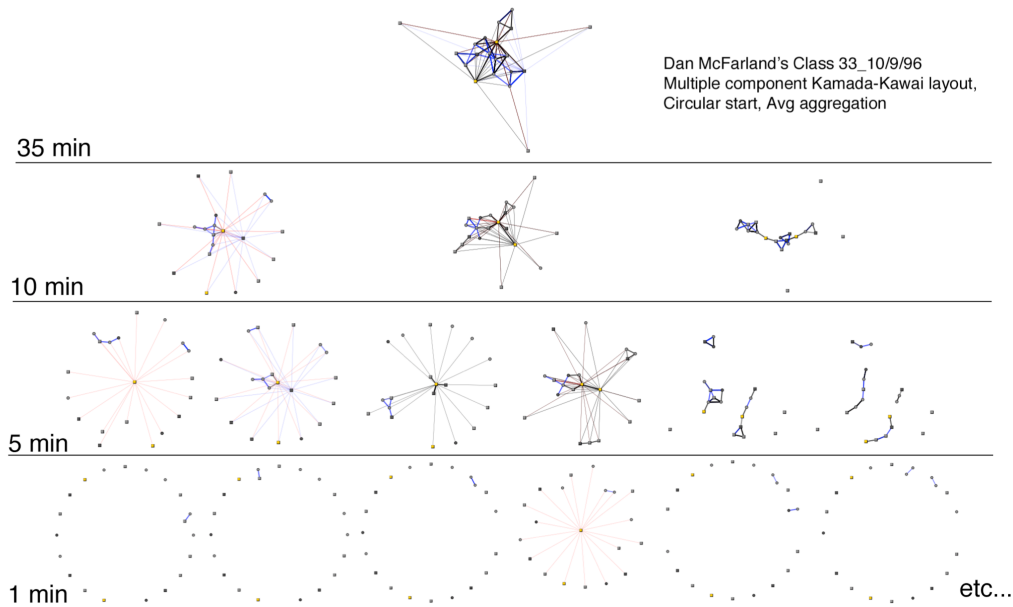 Dan McFarland's Class 33_10/9/96
Multiple component Kamada-Kawai layout,
Circular start, Avg aggregation
35 min
10 min
5 min
1 min
etc...